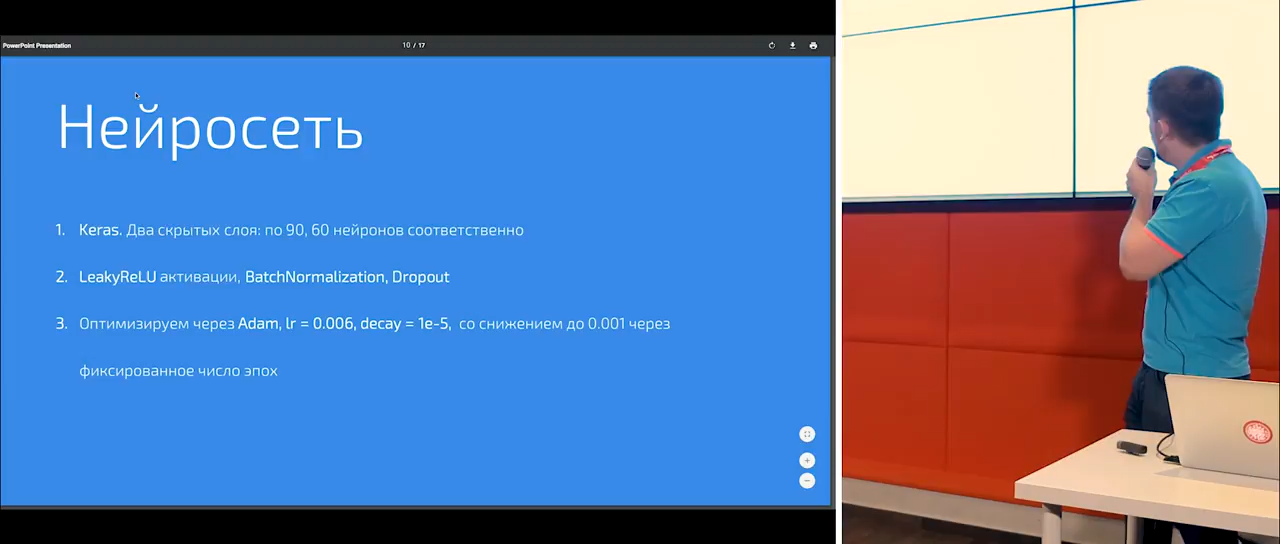 PowerPoint Presentation
10 / 17
Нейросеть
1. Keras. Два скрытых слоя: по 90, 60 нейронов соответственно
2. LeakyReLU активации, BatchNormalization, Dropout
3. Оптимизируем через Adam, lr = 0.006, decay = 1e-5, со снижением до 0.001 через
фиксированное число эпох